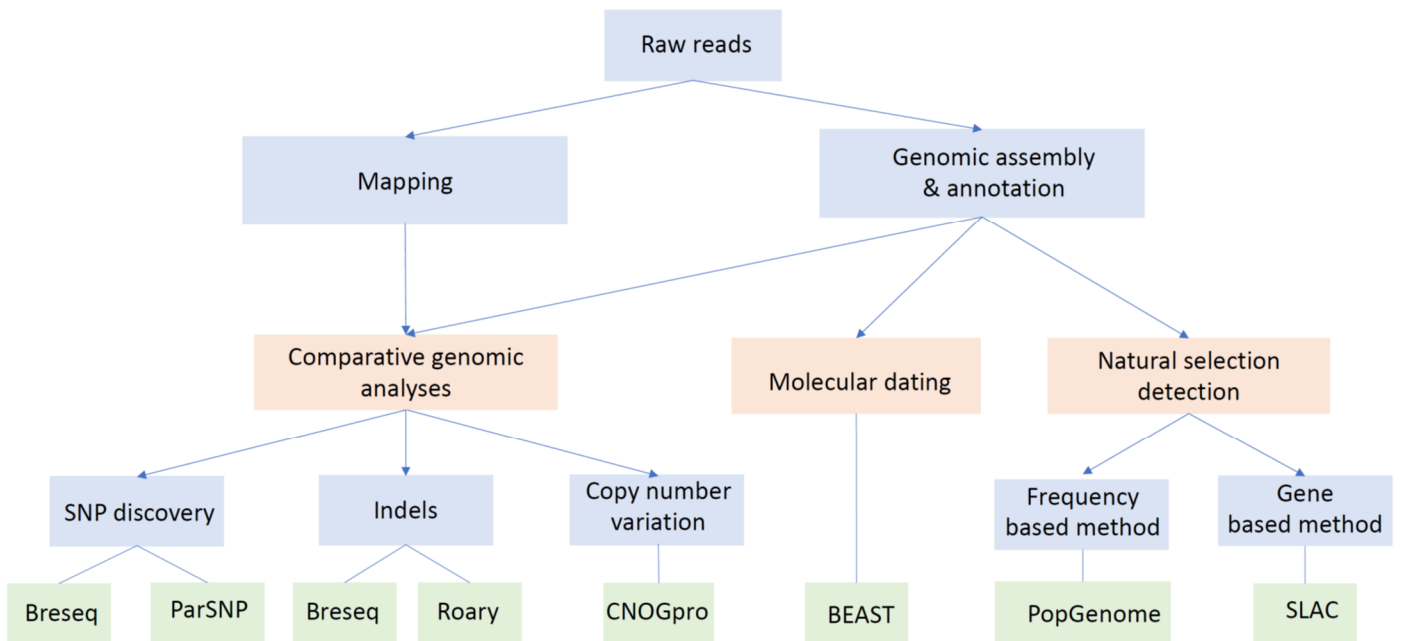 Raw reads
Mapping
Genomic assembly
& annotation
Comparative genomic
analyses
Molecular dating
Natural selection
detection
SNP discovery
Indels
Copy number
variation
Frequency
based method
Gene
based method
Breseq
ParSNP
Breseq
Roary
CNOGpro
BEAST
PopGenome
SLAC